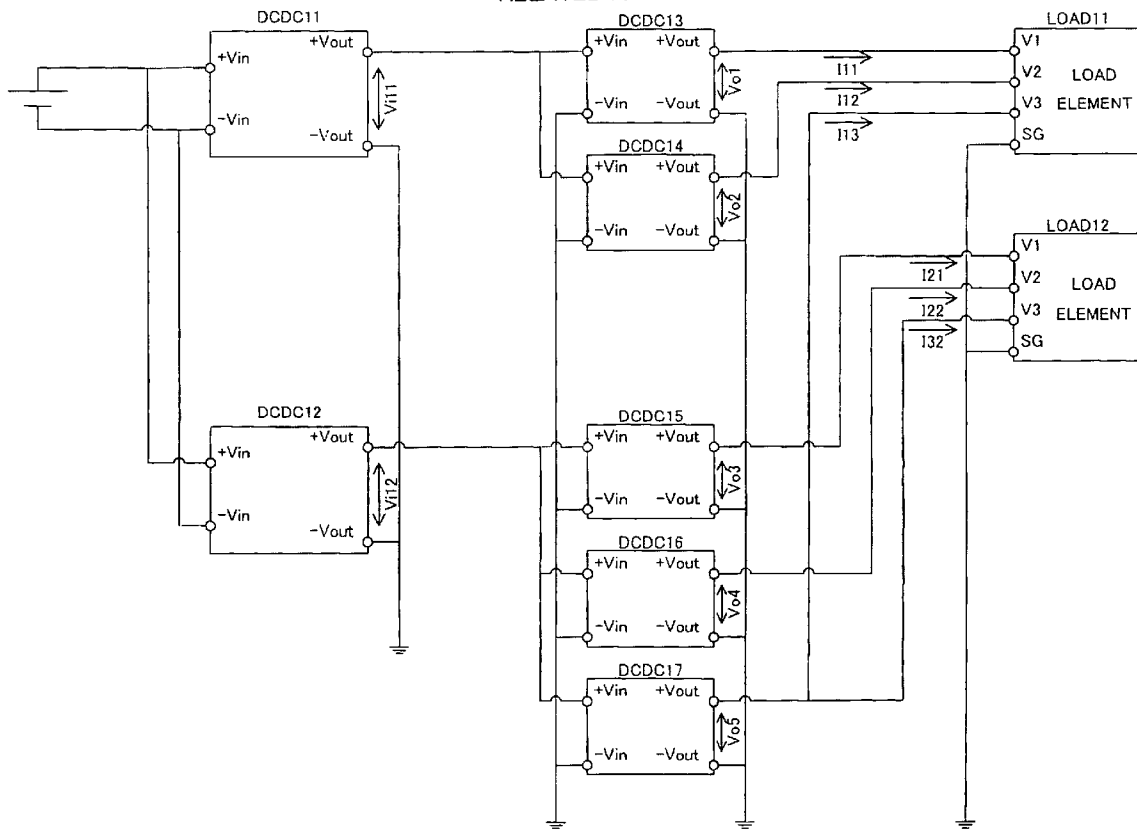 DCDC11
+Vin
+Vout
-Vin
-Vout
Vi11
DCDC13
+Vin
+Vout
-Vin
-Vout
Vo1
DCDC14
+Vin
+Vout
-Vin
-Vout
Vo2
I11
I12
I13
LOAD11
V1
V2
V3
SG
LOAD
ELEMENT
I21
I22
I32
LOAD12
V1
V2
V3
SG
LOAD
ELEMENT
DCDC12
+Vin
+Vout
-Vin
-Vout
Vi12
DCDC15
+Vin
+Vout
-Vin
-Vout
Vo3
DCDC16
+Vin
+Vout
-Vin
-Vout
Vo4
DCDC17
+Vin
+Vout
-Vin
-Vout
Vo5